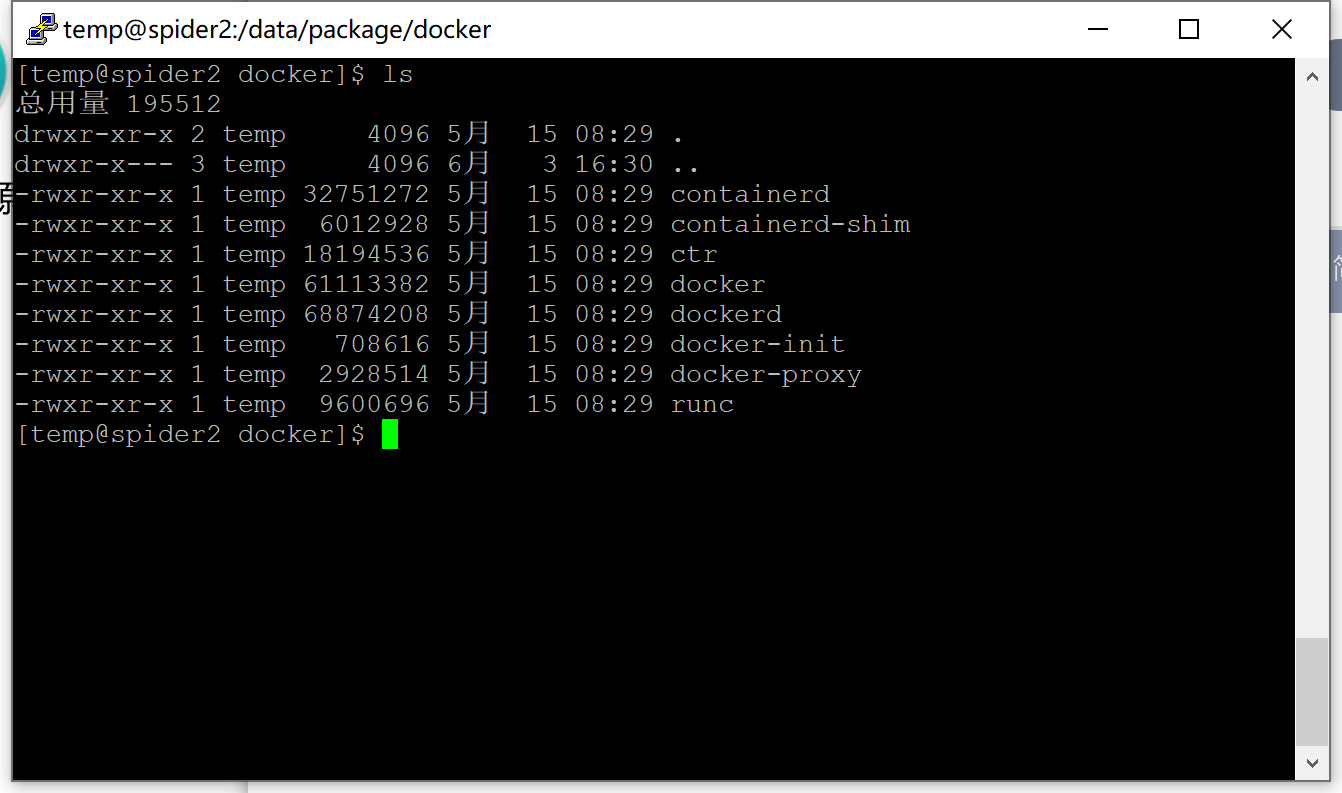 temp@spider2:/data/package/docker
[temp@spider2 docker]$ ls
总用量 195512
drwxr-xr-x 2 temp     4096 5月  15 08:29 .
drwxr-x--- 3 temp     4096 6月   3 16:30 ..
-rwxr-xr-x 1 temp 32751272 5月  15 08:29 containerd
-rwxr-xr-x 1 temp  6012928 5月  15 08:29 containerd-shim
-rwxr-xr-x 1 temp 18194536 5月  15 08:29 ctr
-rwxr-xr-x 1 temp 61113382 5月  15 08:29 docker
-rwxr-xr-x 1 temp 68874208 5月  15 08:29 dockerd
-rwxr-xr-x 1 temp   708616 5月  15 08:29 docker-init
-rwxr-xr-x 1 temp  2928514 5月  15 08:29 docker-proxy
-rwxr-xr-x 1 temp  9600696 5月  15 08:29 runc
[temp@spider2 docker]$